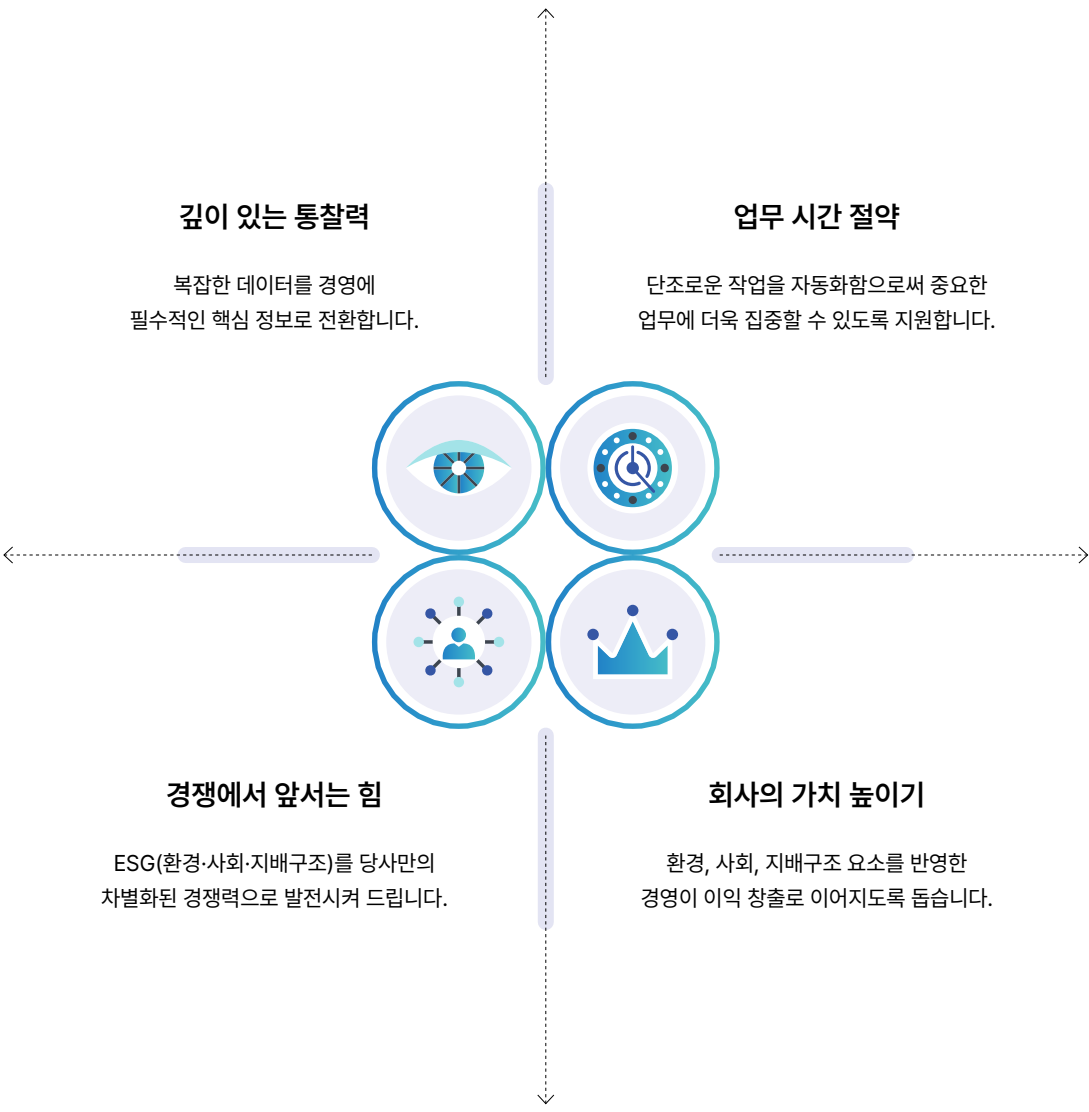 깊이 있는 통찰력
복잡한 데이터를 경영에
필수적인 핵심 정보로 전환합니다.
업무 시간 절약
단조로운 작업을 자동화함으로써 중요한
업무에 더욱 집중할 수 있도록 지원합니다.
경쟁에서 앞서는 힘
ESG(환경·사회·지배구조)를 당사만의
차별화된 경쟁력으로 발전시켜 드립니다.
회사의 가치 높이기
환경, 사회, 지배구조 요소를 반영한
경영이 이익 창출로 이어지도록 돕습니다.